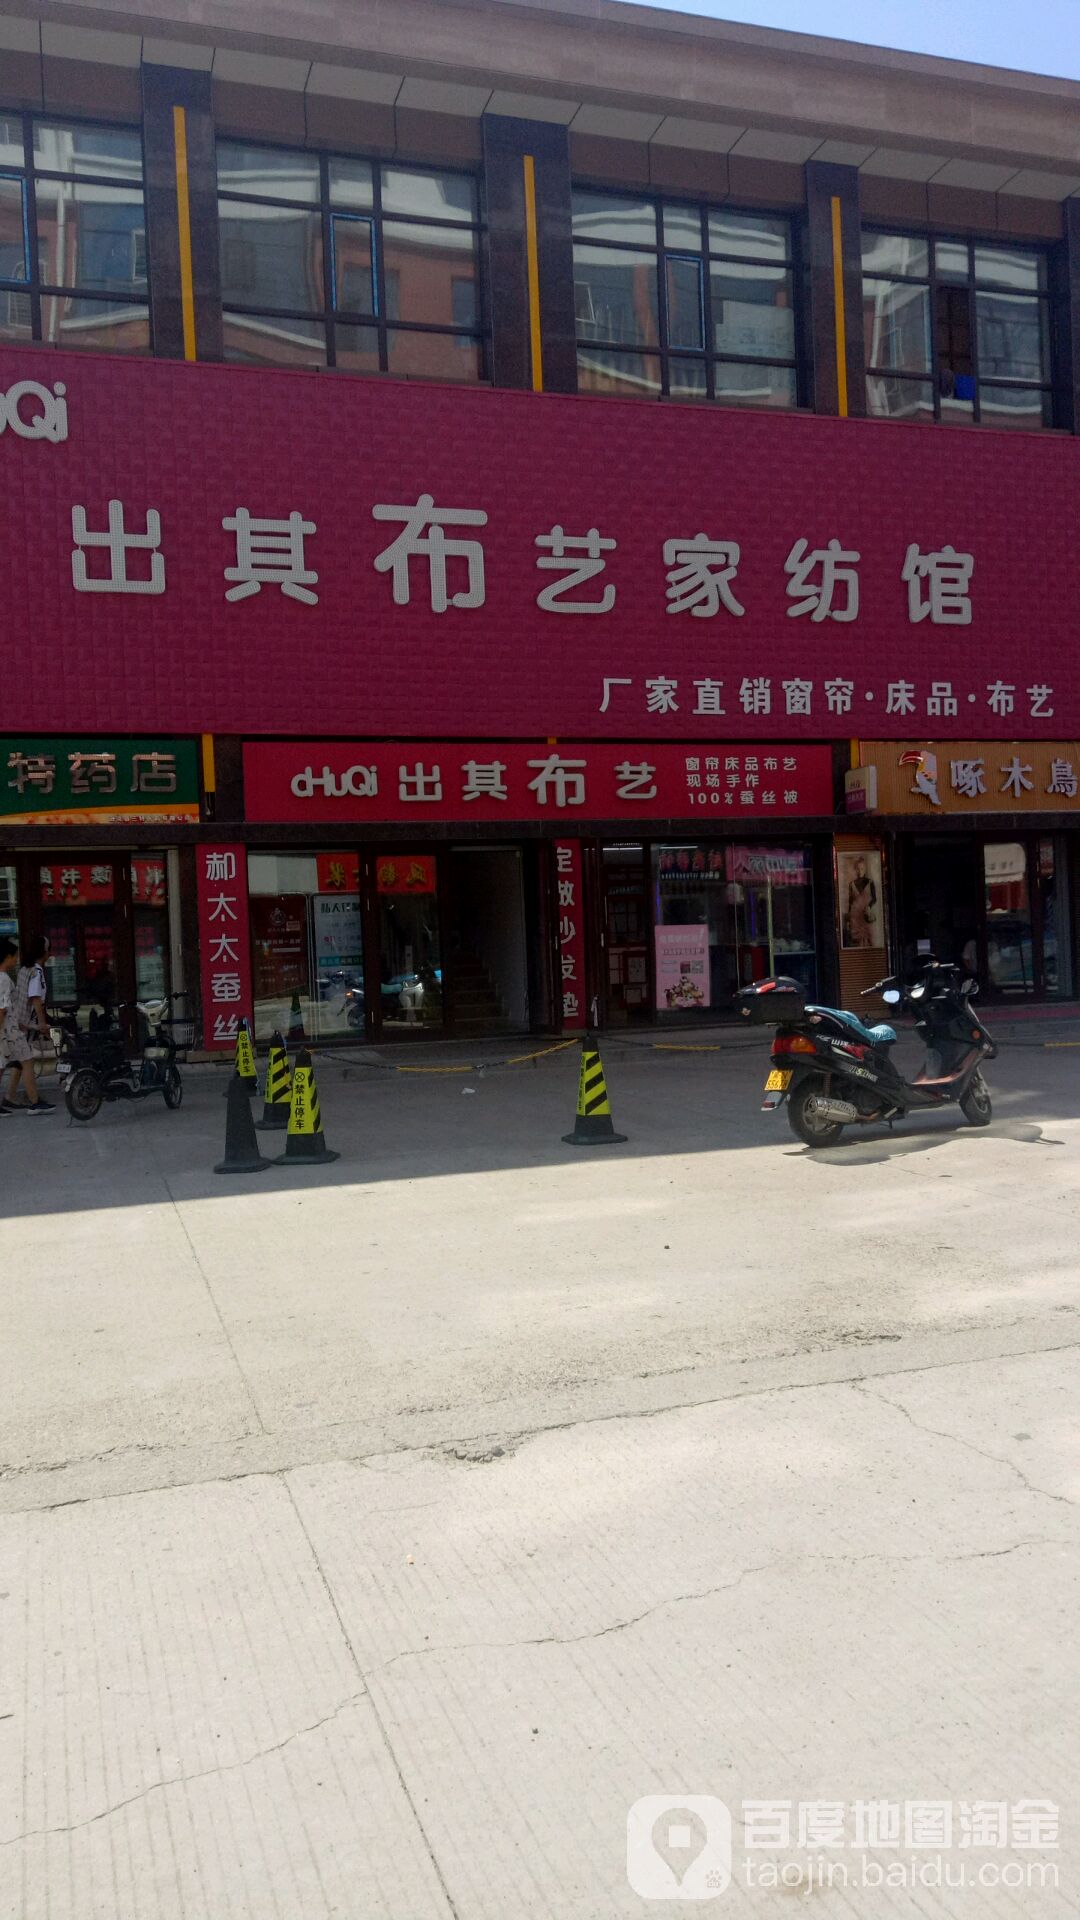 出其布艺家纺馆
厂家直销窗帘·床品·布艺
特药店
cHuQi 出其布艺
窗帘床品布艺
现场手作
100%蚕丝被
啄木鳥
郝太太蚕丝
定做沙发垫
禁止停车
禁止停车
百度地图淘金
taojin.baidu.com